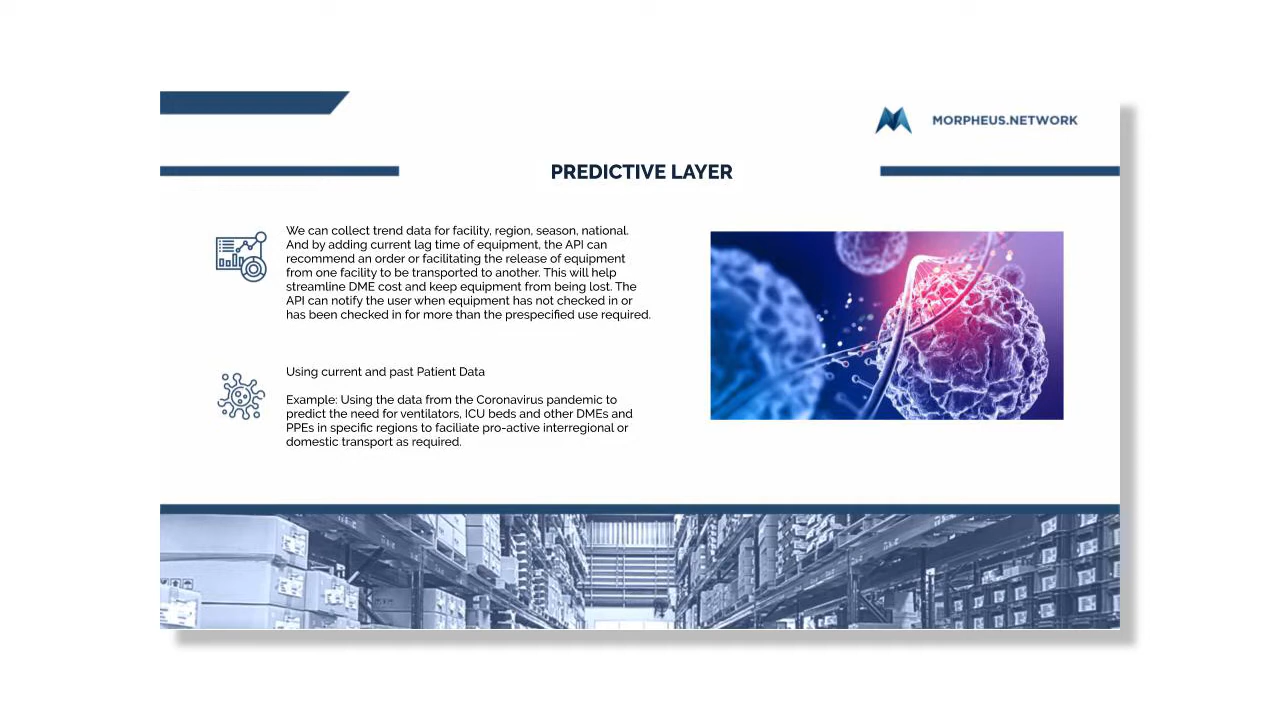 MORPHEUS.NETWORK
PREDICTIVE LAYER
We can collect trend data for facility, region, season, national.
And by adding current lag time of equipment, the API can
recommend an order or facilitating the release of equipment
from one facility to be transported to another. This will help
streamline DME cost and keep equipment from being lost. The
API can notify the user when equipment has not checked in or
has been checked in for more than the prespecified use required.
Using current and past Patient Data
Example: Using the data from the Coronavirus pandemic to
predict the need for ventilators, ICU beds and other DMEs and
PPEs in specific regions to faciliate pro-active interregional or
domestic transport as required.